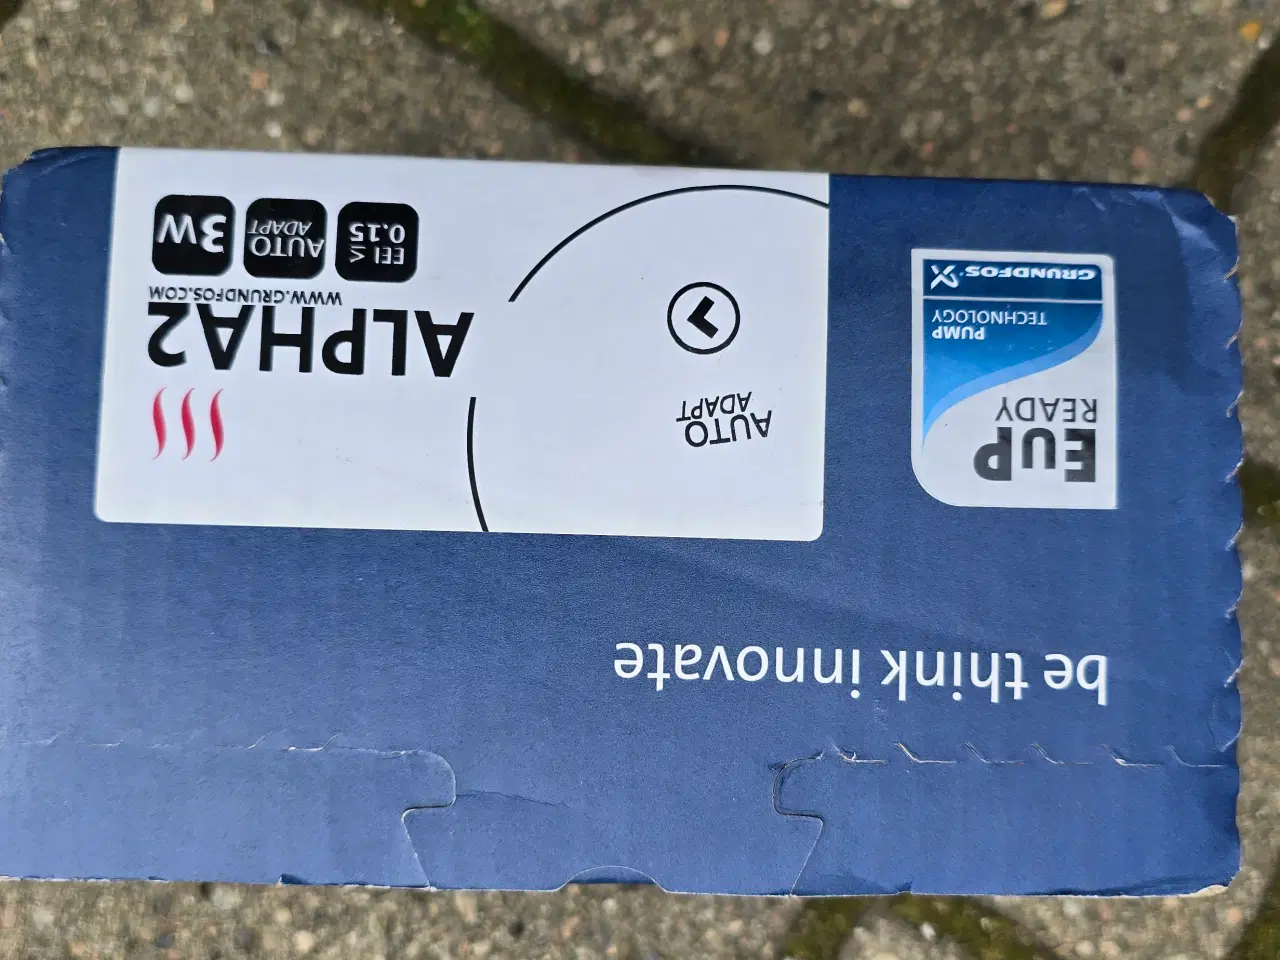 be think innovate
EuP
READY
PUMP
TECHNOLOGY
GRUNDFOS
AUTO
ADAPT
ALPHA2
WWW.GRUNDFOS.COM
EEI ≤
0.15
AUTO
ADAPT
3W